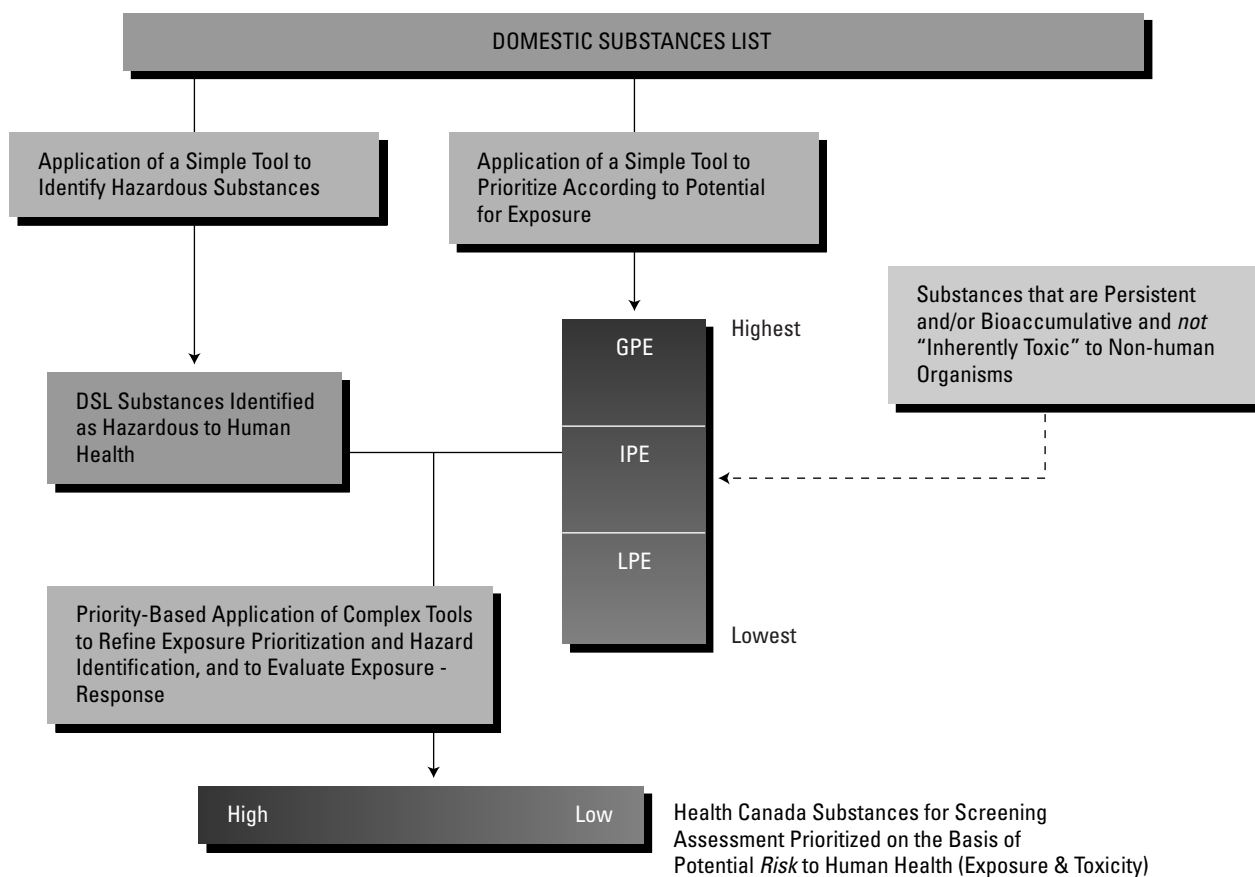 DOMESTIC SUBSTANCES LIST
Application of a Simple Tool to
Identify Hazardous Substances
Application of a Simple Tool to
Prioritize According to Potential
for Exposure
Substances that are Persistent
and/or Bioaccumulative and not
“Inherently Toxic” to Non-human
Organisms
Highest
GPE
IPE
LPE
Lowest
DSL Substances Identified
as Hazardous to Human
Health
Priority-Based Application of Complex Tools
to Refine Exposure Prioritization and Hazard
Identification, and to Evaluate Exposure -
Response
High Low
Health Canada Substances for Screening
Assessment Prioritized on the Basis of
Potential Risk to Human Health (Exposure & Toxicity)